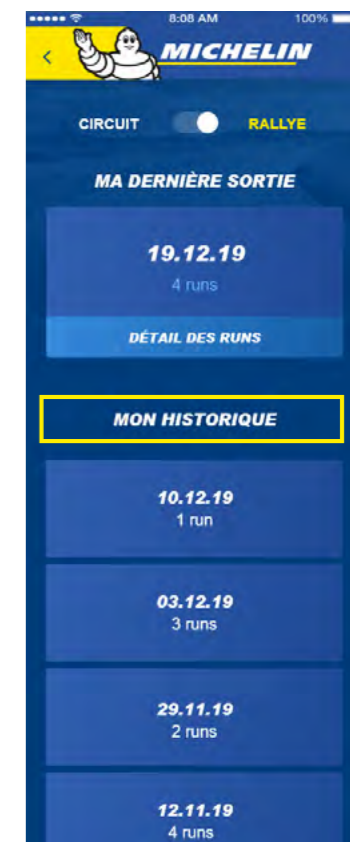 8:08 AM 100%
MICHELIN
CIRCUIT RALLYE
MA DERNIÈRE SORTIE
19.12.19
4 runs
DÉTAIL DES RUNS
MON HISTORIQUE
10.12.19
1 run
03.12.19
3 runs
29.11.19
2 runs
12.11.19
4 runs